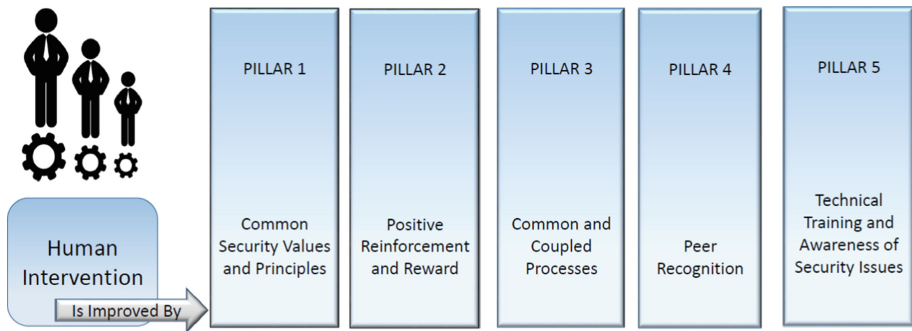 Human
Intervention
Is Improved By
PILLAR 1
Common
Security Values
and Principles
PILLAR 2
Positive
Reinforcement
and Reward
PILLAR 3
Common and
Coupled
Processes
PILLAR 4
Peer
Recognition
PILLAR 5
Technical
Training and
Awareness of
Security Issues